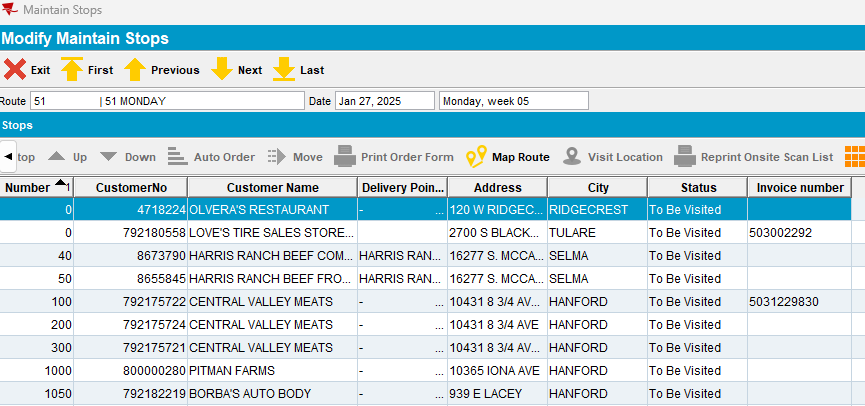 Maintain Stops
Modify Maintain Stops
Exit First Previous Next Last
Route 51 | 51 MONDAY Date Jan 27, 2025 Monday, week 05
Stops
top Up Down Auto Order Move Print Order Form Map Route Visit Location Reprint Onsite Scan List
Number 1 CustomerNo Customer Name Delivery Poin... Address City Status Invoice number
0 4718224 OLVERA'S RESTAURANT - ... 120 W RIDGEC... RIDGECREST To Be Visited
0 792180558 LOVE'S TIRE SALES STORE... - ... 2700 S BLACK... TULARE To Be Visited 503002292
40 8673790 HARRIS RANCH BEEF COM... HARRIS RAN... 16277 S. MCCA... SELMA To Be Visited
50 8655845 HARRIS RANCH BEEF FRO... HARRIS RAN... 16277 S. MCCA... SELMA To Be Visited
100 792175722 CENTRAL VALLEY MEATS - ... 10431 8 3/4 AV... HANFORD To Be Visited 5031229830
200 792175724 CENTRAL VALLEY MEATS - ... 10431 8 3/4 AVE HANFORD To Be Visited
300 792175721 CENTRAL VALLEY MEATS - ... 10431 8 3/4 AV... HANFORD To Be Visited
1000 800000280 PITMAN FARMS - ... 10365 IONA AVE HANFORD To Be Visited
1050 792182219 BORBA'S AUTO BODY - ... 939 E LACEY HANFORD To Be Visited